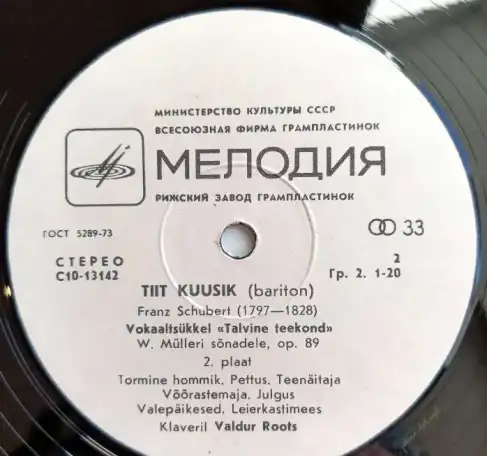 МИНИСТЕРСТВО КУЛЬТУРЫ СССР
ВСЕСОЮЗНАЯ ФИРМА ГРАМПЛАСТИНОК
МЕЛОДИЯ
РИЖСКИЙ ЗАВОД ГРАМПЛАСТИНОК
ГОСТ 5289-73
33
СТЕРЕО
С10-13142
2
Гр. 2. 1-20
TIIT KUUSIK (bariton)
Franz Schubert (1797—1828)
Vokaaltsükkel «Talvine teekond»
W. Mülleri sõnadele, op. 89
2. plaat
Tormine hommik, Pettus, Teenäitaja
Võõrastemaja, Julgus
Valepäikesed, Leierkastimees
Klaveril Valdur Roots